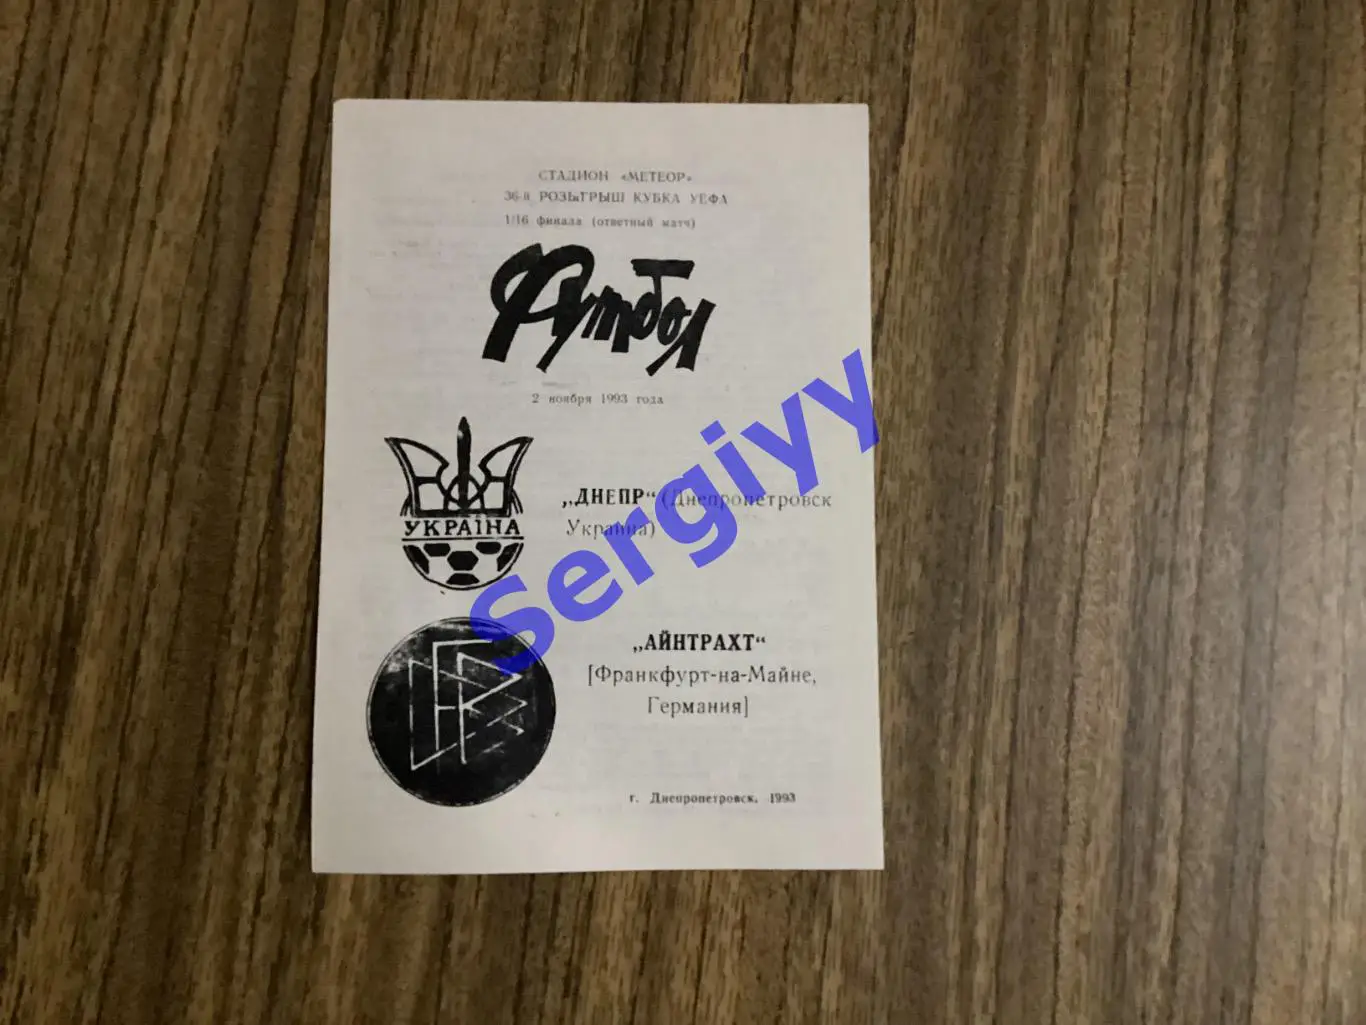 СТАДИОН «МЕТЕОР»
36-й РОЗЫГРЫШ КУБКА УЕФА
1/16 финала (ответный матч)
Футбол
2 ноября 1993 года
УКРАЇНА
„ДНЕПР“ (Днепропетровск
Украина)
„АЙНТРАХТ“
[Франкфурт-на-Майне,
Германия]
DFB
г. Днепропетровск, 1993
Sergiyy